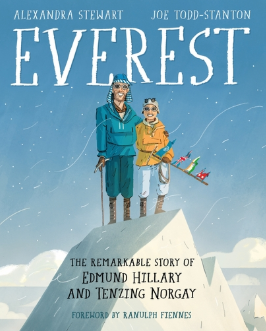 ALEXANDRA STEWART JOE TODD-STANTON
EVEREST
THE REMARKABLE STORY OF
EDMUND HILLARY
AND TENZING NORGAY
FOREWORD BY RANULPH FIENNES